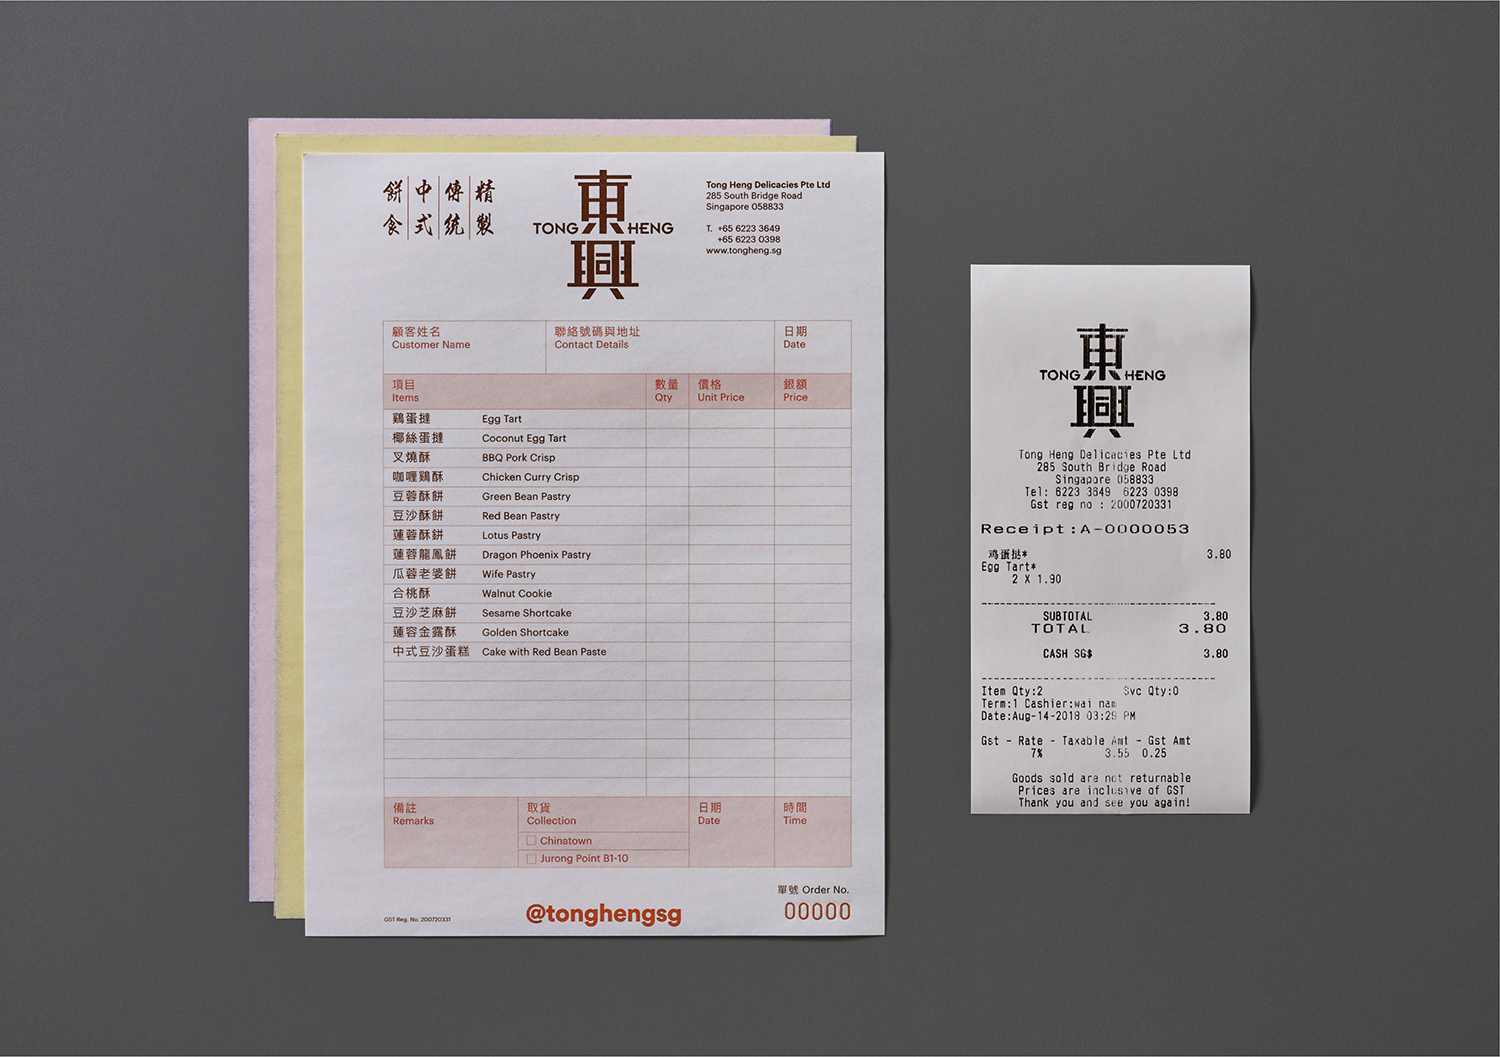 精製
傳統
中式
餅食
東
TONG HENG
興
Tong Heng Delicacies Pte Ltd
285 South Bridge Road
Singapore 058833
T. +65 6223 3649
+65 6223 0398
www.tongheng.sg
顧客姓名
Customer Name
聯絡號碼與地址
Contact Details
日期
Date
項目
Items
數量
Qty
價格
Unit Price
銀額
Price
鷄蛋撻 Egg Tart
椰絲蛋撻 Coconut Egg Tart
叉燒酥 BBQ Pork Crisp
咖喱鷄酥 Chicken Curry Crisp
豆蓉酥餅 Green Bean Pastry
豆沙酥餅 Red Bean Pastry
蓮蓉酥餅 Lotus Pastry
蓮蓉龍鳳餅 Dragon Phoenix Pastry
瓜蓉老婆餅 Wife Pastry
合桃酥 Walnut Cookie
豆沙芝麻餅 Sesame Shortcake
蓮容金露酥 Golden Shortcake
中式豆沙蛋糕 Cake with Red Bean Paste
備註
Remarks
取貨
Collection
Chinatown
Jurong Point B1-10
日期
Date
時間
Time
GST Reg. No. 200720331
@tonghengsg
單號 Order No.
00000
東
TONG HENG
興
Tong Heng Delicacies Pte Ltd
285 South Bridge Road
Singapore 058833
Tel: 6223 3649 6223 0398
Gst reg no : 200720331
Receipt:A-0000053
鸡蛋挞* 3.80
Egg Tart*
2 X 1.90
SUBTOTAL 3.80
TOTAL 3.80
CASH SG$ 3.80
Item Qty:2 Svc Qty:0
Term:1 Cashier:wai nam
Date:Aug-14-2018 03:29 PM
Gst - Rate - Taxable Amt - Gst Amt
7% 3.55 0.25
Goods sold are not returnable
Prices are inclusive of GST
Thank you and see you again!